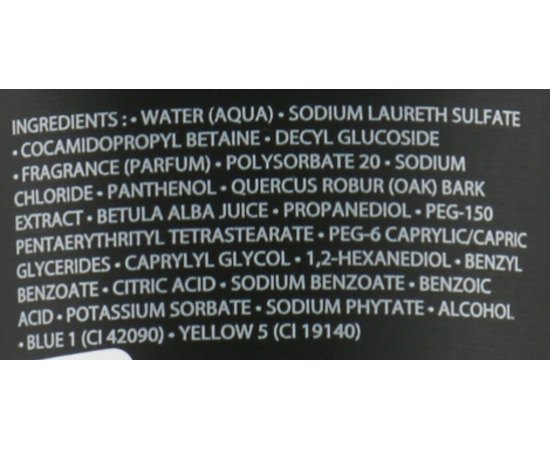 INGREDIENTS : • WATER (AQUA) • SODIUM LAURETH SULFATE
• COCAMIDOPROPYL BETAINE • DECYL GLUCOSIDE
• FRAGRANCE (PARFUM) • POLYSORBATE 20 • SODIUM
CHLORIDE • PANTHENOL • QUERCUS ROBUR (OAK) BARK
EXTRACT • BETULA ALBA JUICE • PROPANEDIOL • PEG-150
PENTAERYTHRITYL TETRASTEARATE • PEG-6 CAPRYLIC/CAPRIC
GLYCERIDES • CAPRYLYL GLYCOL • 1,2-HEXANEDIOL • BENZYL
BENZOATE • CITRIC ACID • SODIUM BENZOATE • BENZOIC
ACID • POTASSIUM SORBATE • SODIUM PHYTATE • ALCOHOL
• BLUE 1 (CI 42090) • YELLOW 5 (CI 19140)